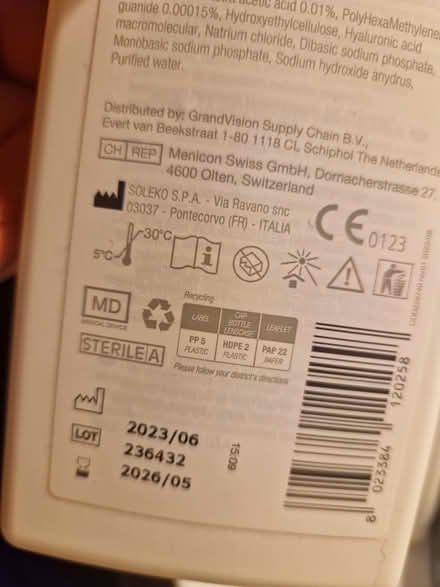 acid 0.01%, PolyHexaMethylene
guanide 0.00015%, Hydroxyethylcellulose, Hyaluronic acid
macromolecular, Natrium chloride, Dibasic sodium phosphate,
Monobasic sodium phosphate, Sodium hydroxide anydrus,
Purified water.
Distributed by: GrandVision Supply Chain B.V.,
Evert van Beekstraat 1-80 1118 CL Schiphol The Netherlands
CH REP Menicon Swiss GmbH, Dornacherstrasse 27,
4600 Olten, Switzerland
SOLEKO S.P.A. - Via Ravano snc
03037 - Pontecorvo (FR) - ITALIA
CE 0123
5°C 30°C
Recycling
MD
MEDICAL DEVICE
LABEL CAP- BOTTLE LENSCASE LEAFLET
PP 5 PLASTIC HDPE 2 PLASTIC PAP 22 PAPER
STERILE A
Please follow your district's directions
2023/06
LOT 236432
2026/05
15:09
8 023384 120258